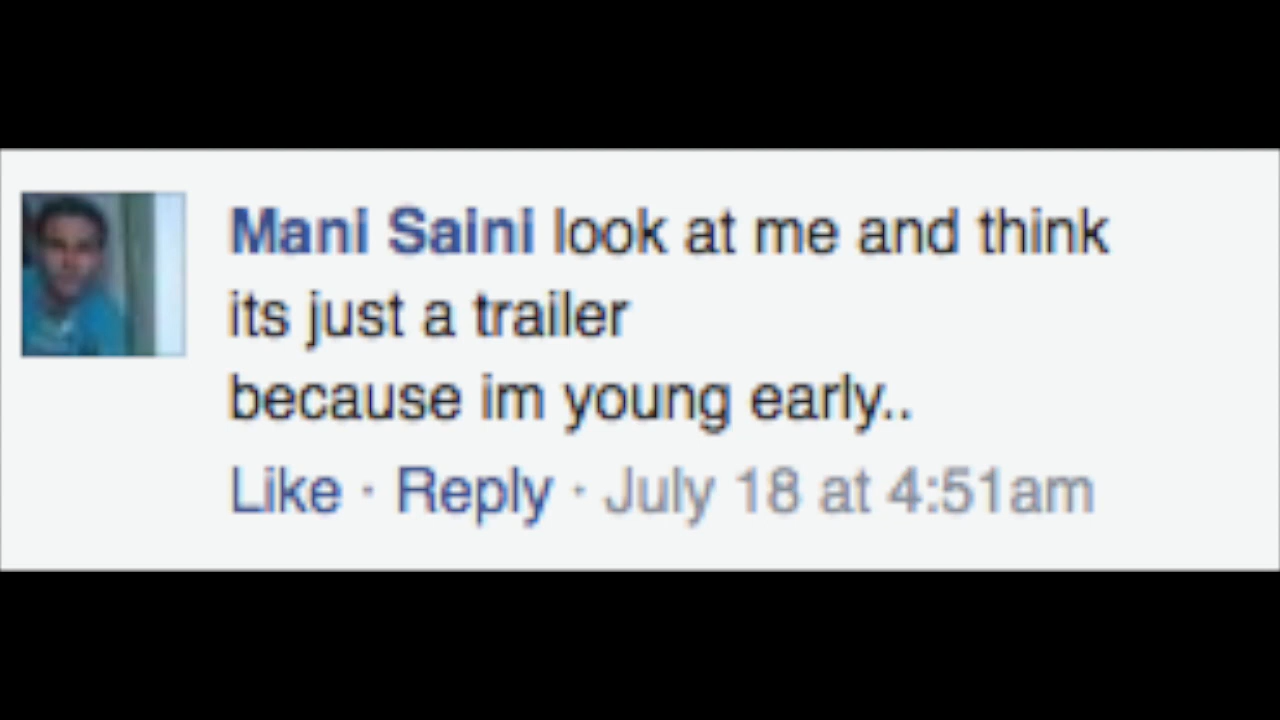 Mani Saini look at me and think
its just a trailer
because im young early..
Like · Reply · July 18 at 4:51am